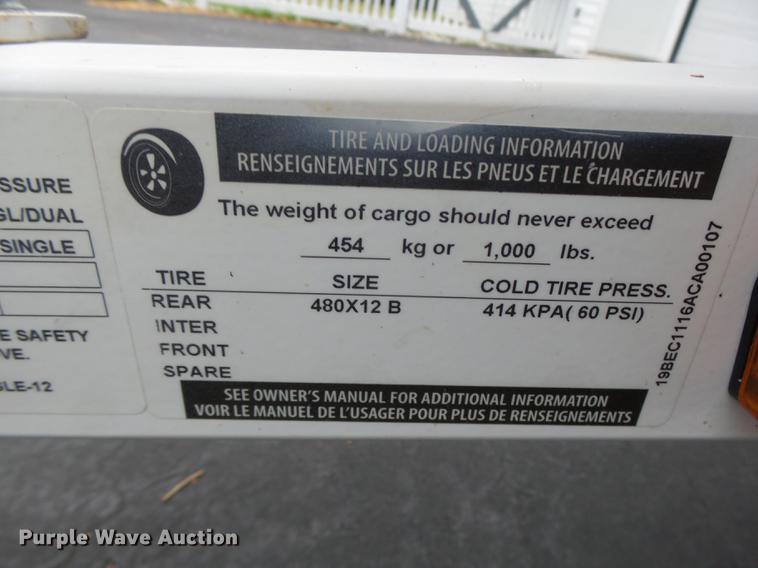 SSURE
GL/DUAL
SINGLE
E SAFETY
VE.
GLE-12
TIRE AND LOADING INFORMATION
RENSEIGNEMENTS SUR LES PNEUS ET LE CHARGEMENT
The weight of cargo should never exceed
454 kg or 1,000 lbs.
TIRE SIZE COLD TIRE PRESS.
REAR 480X12 B 414 KPA( 60 PSI)
INTER
FRONT
SPARE
SEE OWNER'S MANUAL FOR ADDITIONAL INFORMATION
VOIR LE MANUEL DE L'USAGER POUR PLUS DE RENSEIGNEMENTS
19BEC1116ACA00107
Purple Wave Auction